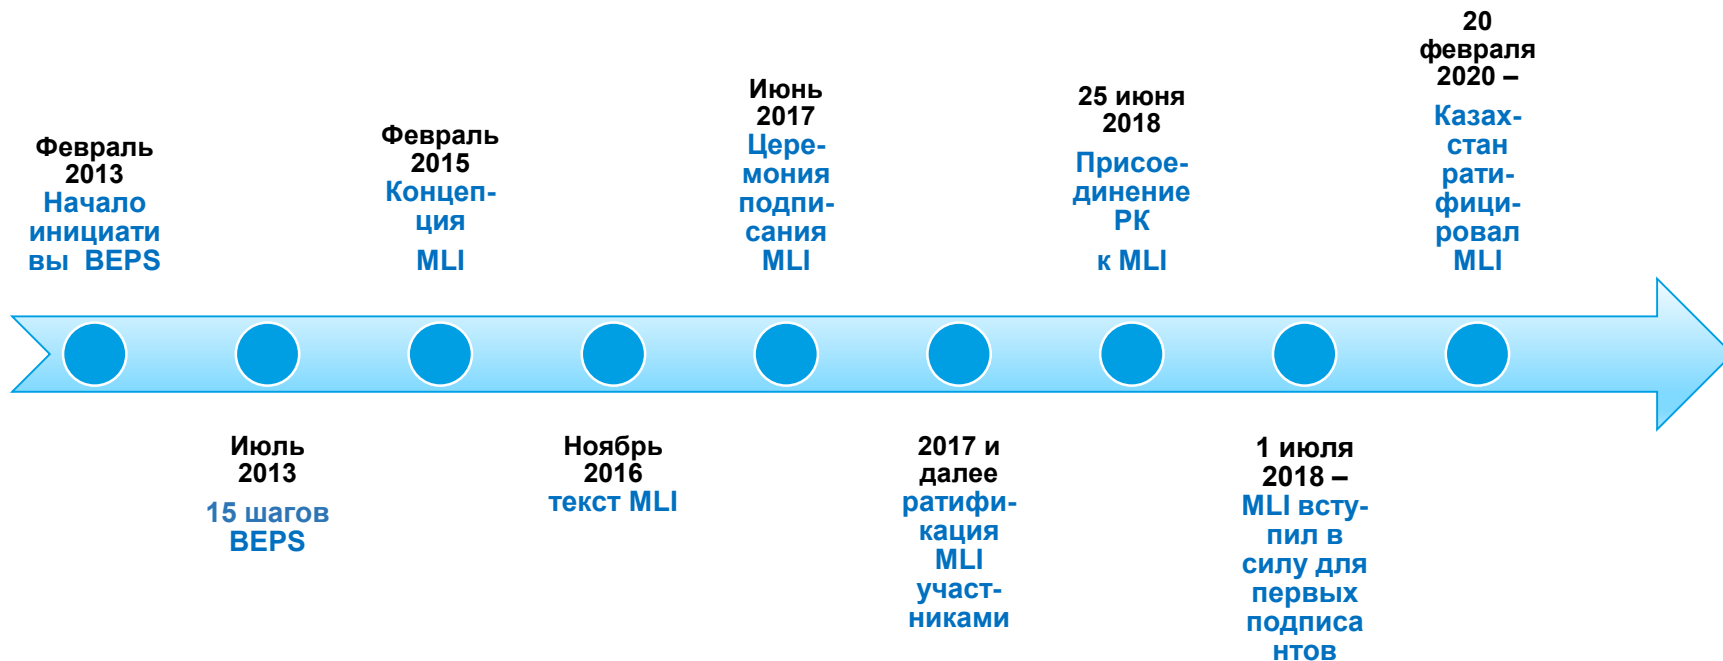 Февраль
2013
Начало
инициати
вы BEPS
Июль
2013
15 шагов
BEPS
Февраль
2015
Концеп-
ция
MLI
Ноябрь
2016
текст MLI
Июнь
2017
Цере-
мония
подпи-
сания
MLI
2017 и
далее
ратифи-
кация
MLI
участ-
никами
25 июня
2018
Присое-
динение
РК
к MLI
1 июля
2018 –
MLI всту-
пил в
силу для
первых
подписа
нтов
20
февраля
2020 –
Казах-
стан
рати-
фици-
ровал
MLI